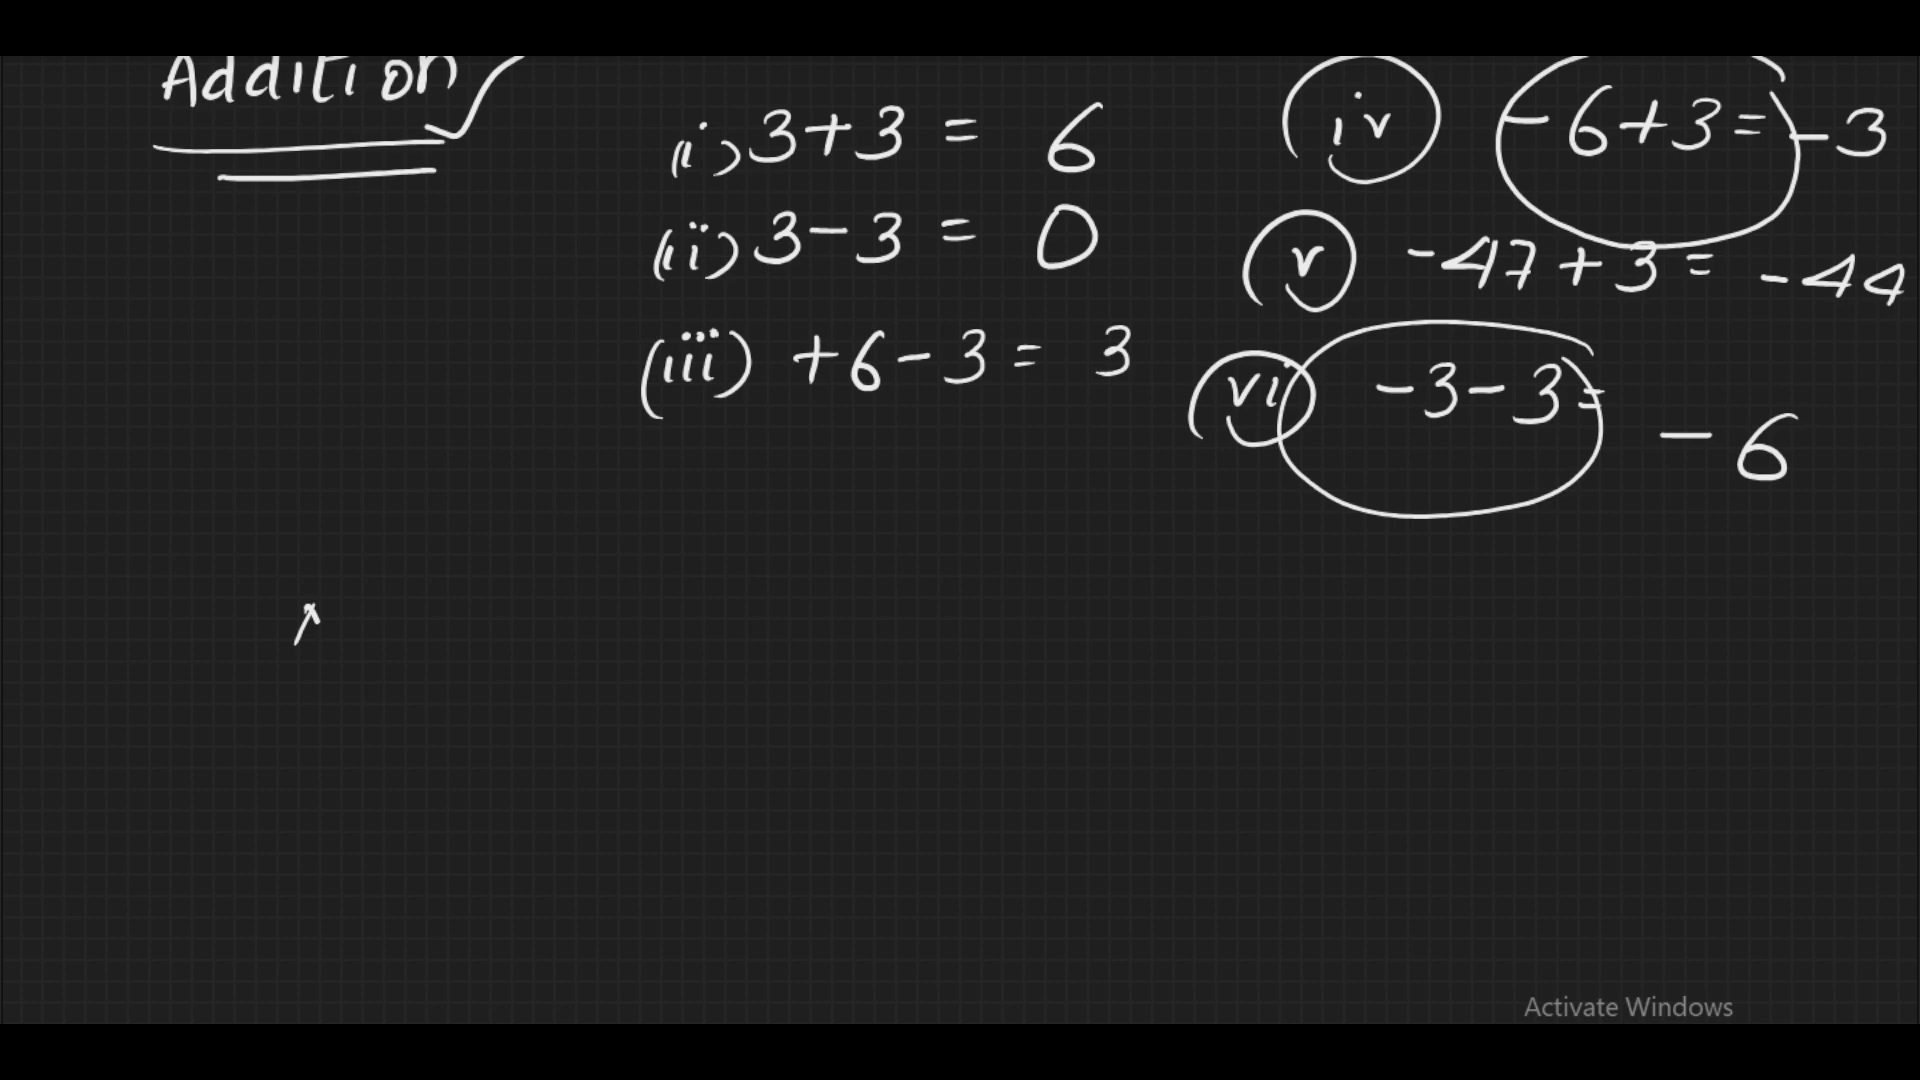 Addition
(i) 3+3 = 6
(ii) 3-3 = 0
(iii) +6-3 = 3
iv -6+3 = -3
v -47+3 = -44
vi -3-3 = -6
Activate Windows